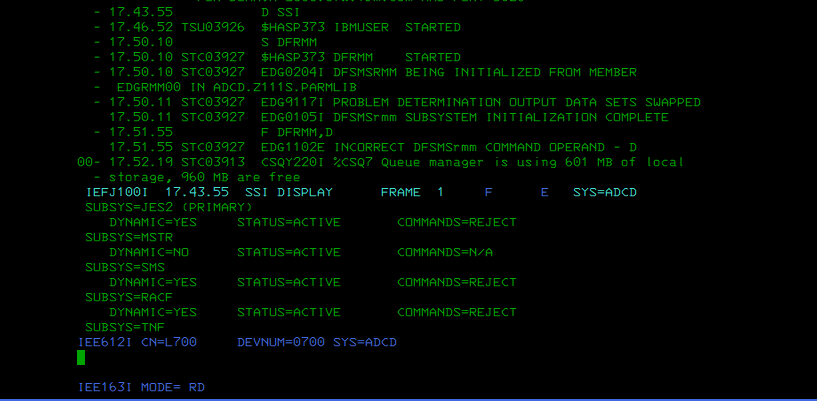 - 17.43.55           D SSI
- 17.46.52 TSU03926  $HASP373 IBMUSER  STARTED
- 17.50.10           S DFRMM
- 17.50.10 STC03927  $HASP373 DFRMM    STARTED
- 17.50.10 STC03927  EDG0204I DFSMSRMM BEING INITIALIZED FROM MEMBER
-  EDGRMM00 IN ADCD.Z111S.PARMLIB
- 17.50.11 STC03927  EDG9117I PROBLEM DETERMINATION OUTPUT DATA SETS SWAPPED
17.50.11 STC03927  EDG0105I DFSMSrmm SUBSYSTEM INITIALIZATION COMPLETE
- 17.51.55           F DFRMM,D
17.51.55 STC03927  EDG1102E INCORRECT DFSMSrmm COMMAND OPERAND - D
00- 17.52.19 STC03913  CSQY220I %CSQ7 Queue manager is using 601 MB of local
- storage, 960 MB are free
IEFJ100I  17.43.55  SSI DISPLAY      FRAME  1     F      E   SYS=ADCD
SUBSYS=JES2 (PRIMARY)
DYNAMIC=YES     STATUS=ACTIVE       COMMANDS=REJECT
SUBSYS=MSTR
DYNAMIC=NO      STATUS=ACTIVE       COMMANDS=N/A
SUBSYS=SMS
DYNAMIC=YES     STATUS=ACTIVE       COMMANDS=REJECT
SUBSYS=RACF
DYNAMIC=YES     STATUS=ACTIVE       COMMANDS=REJECT
SUBSYS=TNF
IEE612I CN=L700     DEVNUM=0700 SYS=ADCD
IEE163I MODE= RD